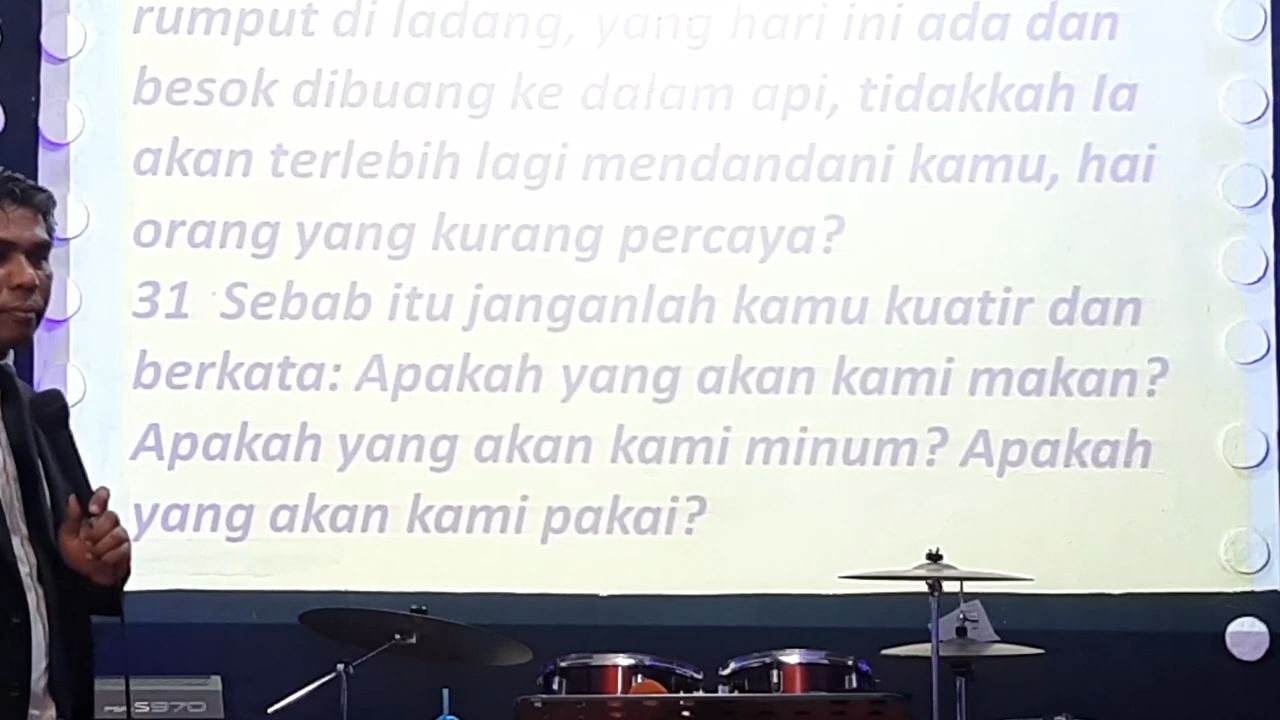 rumput di ladang, yang hari ini ada dan
besok dibuang ke dalam api, tidakkah Ia
akan terlebih lagi mendandani kamu, hai
orang yang kurang percaya?
31 Sebab itu janganlah kamu kuatir dan
berkata: Apakah yang akan kami makan?
Apakah yang akan kami minum? Apakah
yang akan kami pakai?
S970